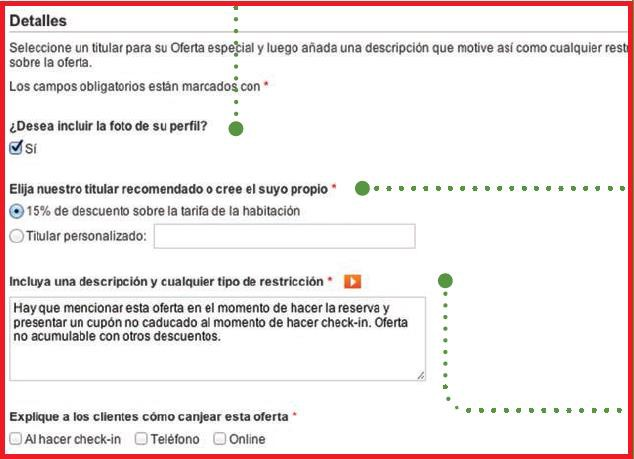 Detalles
Seleccione un titular para su Oferta especial y luego añada una descripción que motive así como cualquier
sobre la oferta.
Los campos obligatorios están marcados con *
¿Desea incluir la foto de su perfil?
Sí
Elija nuestro titular recomendado o cree el suyo propio *
15% de descuento sobre la tarifa de la habitación
Titular personalizado:
Incluya una descripción y cualquier tipo de restricción *
Hay que mencionar esta oferta en el momento de hacer la reserva y
presentar un cupón no caducado al momento de hacer check-in. Oferta
no acumulable con otros descuentos.
Explique a los clientes cómo canjear esta oferta *
Al hacer check-in Teléfono Online